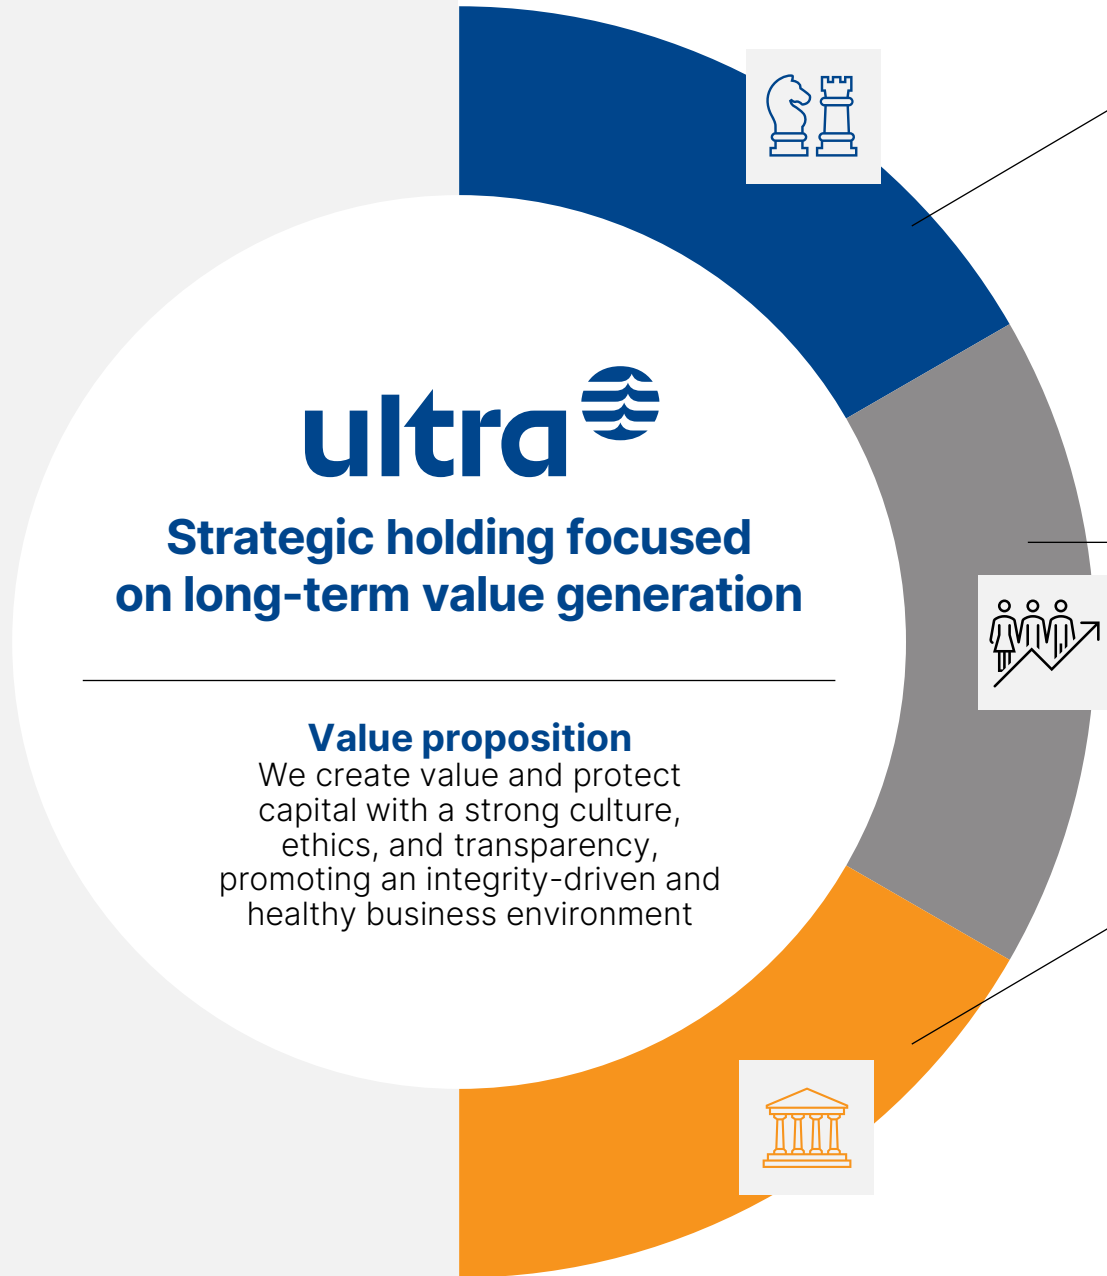 ultra
Strategic holding focused
on long-term value generation
Value proposition
We create value and protect
capital with a strong culture,
ethics, and transparency,
promoting an integrity-driven and
healthy business environment